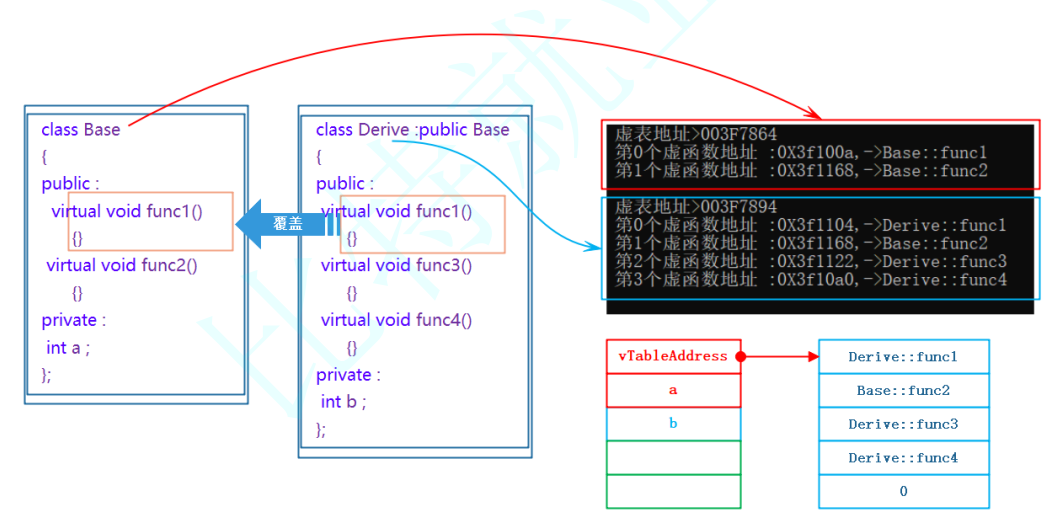 class Base
{
public :
virtual void func1()
{}
virtual void func2()
{}
private :
int a ;
};
覆盖
class Derive :public Base
{
public :
virtual void func1()
{}
virtual void func3()
{}
virtual void func4()
{}
private :
int b ;
};
虚表地址>003F7864
第0个虚函数地址 :0X3f100a,->Base::func1
第1个虚函数地址 :0X3f1168,->Base::func2
虚表地址>003F7894
第0个虚函数地址 :0X3f1104,->Derive::func1
第1个虚函数地址 :0X3f1168,->Base::func2
第2个虚函数地址 :0X3f1122,->Derive::func3
第3个虚函数地址 :0X3f10a0,->Derive::func4
vTableAddress
a
b
Derive::func1
Base::func2
Derive::func3
Derive::func4
0
比特就业